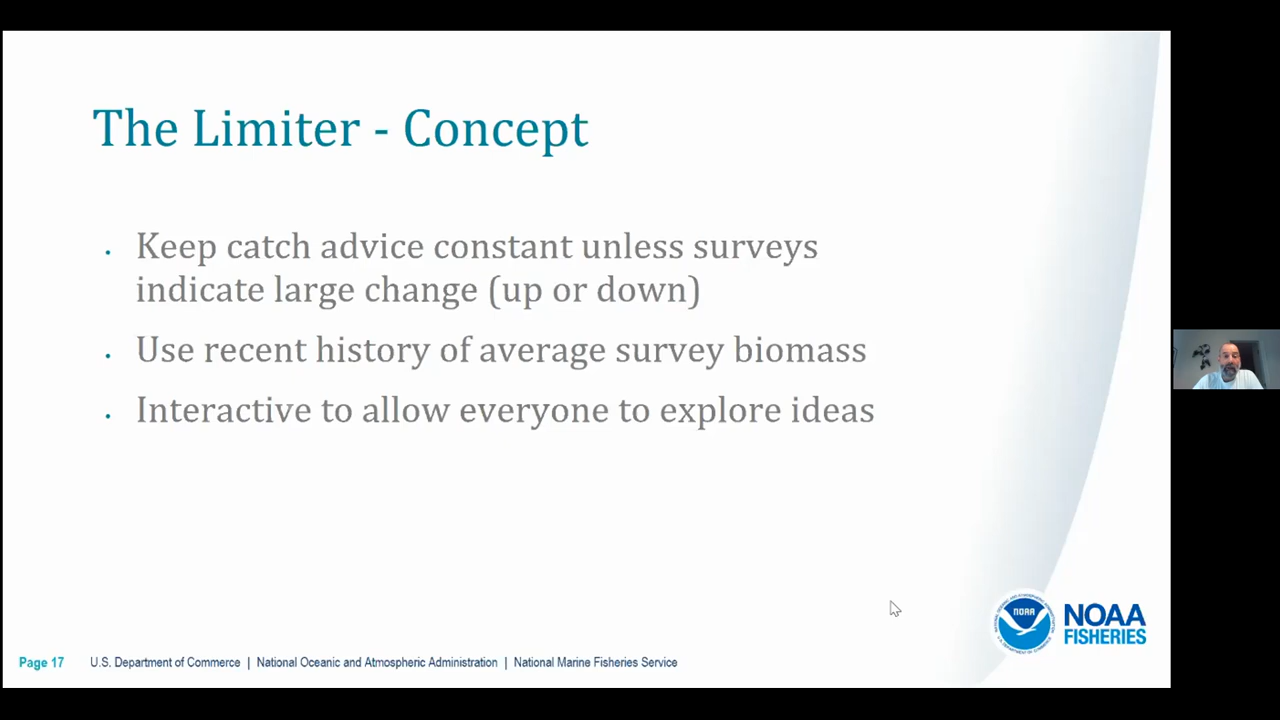 The Limiter - Concept
Keep catch advice constant unless surveys
indicate large change (up or down)
Use recent history of average survey biomass
Interactive to allow everyone to explore ideas
NOAA
NOAA
FISHERIES
Page 17
U.S. Department of Commerce | National Oceanic and Atmospheric Administration | National Marine Fisheries Service